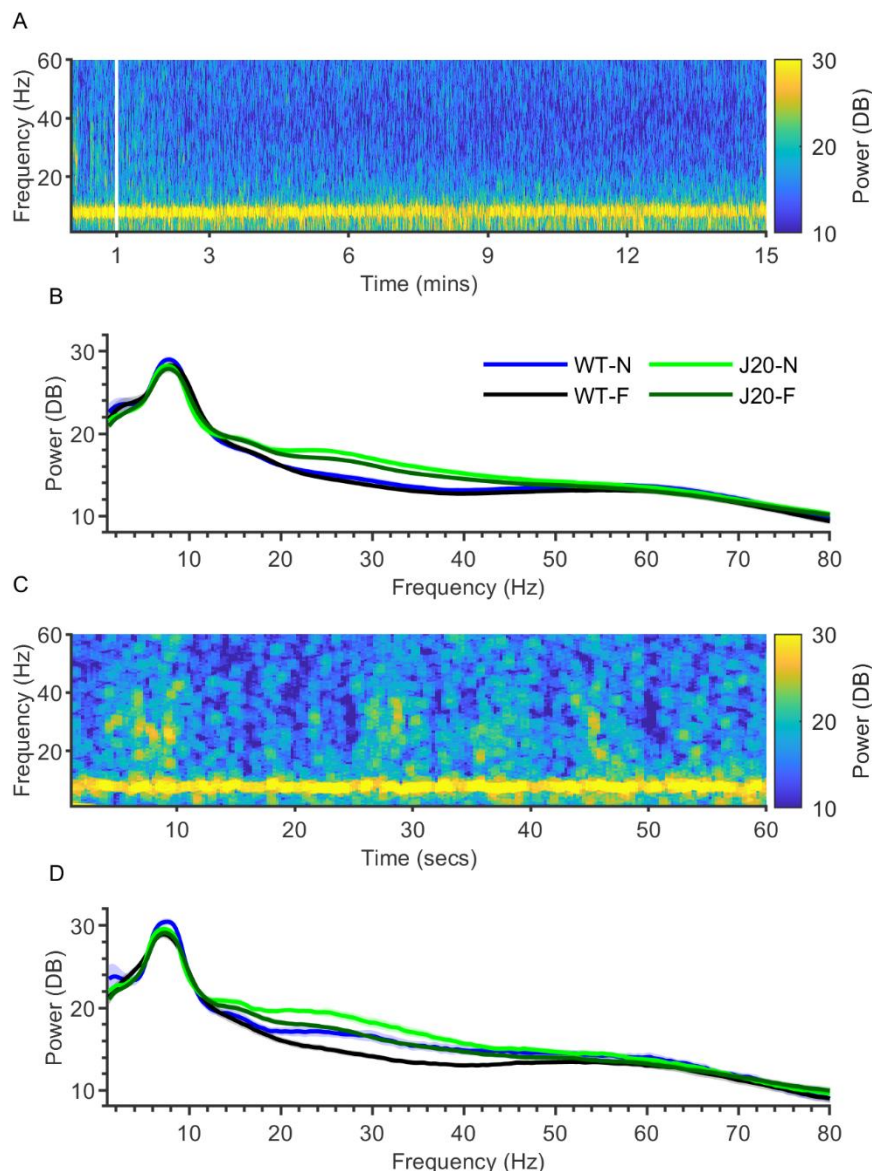 A
60
40
20
Frequency (Hz)
1 3 6 9 12 15
Time (mins)
30
20
10
Power (DB)
B
30
20
10
Power (DB)
WT-N J20-N
WT-F J20-F
10 20 30 40 50 60 70 80
Frequency (Hz)
C
60
40
20
Frequency (Hz)
10 20 30 40 50 60
Time (secs)
30
20
10
Power (DB)
D
30
20
10
Power (DB)
10 20 30 40 50 60 70 80
Frequency (Hz)